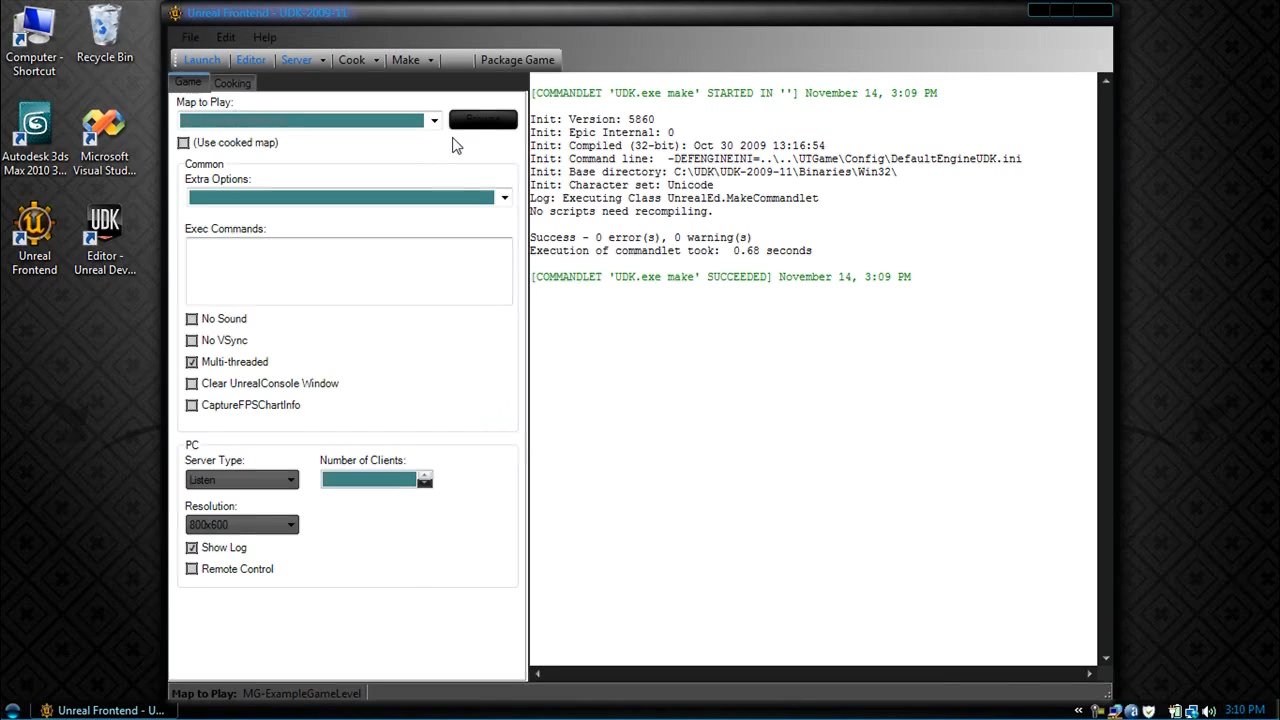 Computer -
Shortcut
Recycle Bin
Autodesk 3ds
Max 2010 3...
Microsoft
Visual Stud...
Unreal
Frontend
UDK
Editor -
Unreal Dev...
Unreal Frontend - UDK-2009-11
File Edit Help
Launch Editor Server Cook Make Package Game
Game Cooking
Map to Play:
(Use cooked map)
Common
Extra Options:
Exec Commands:
No Sound
No VSync
Multi-threaded
Clear UnrealConsole Window
CaptureFPSChartInfo
PC
Server Type:
Number of Clients:
Listen
Resolution:
800x600
Show Log
Remote Control
[COMMANDLET 'UDK.exe make' STARTED IN ''] November 14, 3:09 PM
Init: Version: 5860
Init: Epic Internal: 0
Init: Compiled (32-bit): Oct 30 2009 13:16:54
Init: Command line: -DEFENGINEINI=..\..\UTGame\Config\DefaultEngineUDK.ini
Init: Base directory: C:\UDK\UDK-2009-11\Binaries\Win32\
Init: Character set: Unicode
Log: Executing Class UnrealEd.MakeCommandlet
No scripts need recompiling.
Success - 0 error(s), 0 warning(s)
Execution of commandlet took: 0.68 seconds
[COMMANDLET 'UDK.exe make' SUCCEEDED] November 14, 3:09 PM
Map to Play: MG-ExampleGameLevel
Unreal Frontend - U...
3:10 PM